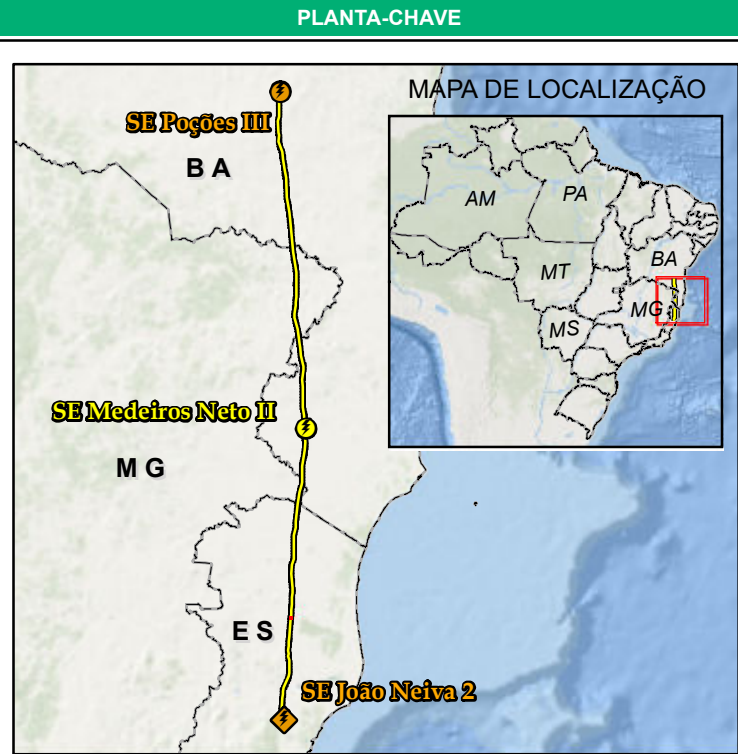 PLANTA-CHAVE
MAPA DE LOCALIZAÇÃO
SE Poções III
B A
AM
PA
BA
MT
MG
MS
SE Medeiros Neto II
M G
E S
SE João Neiva 2